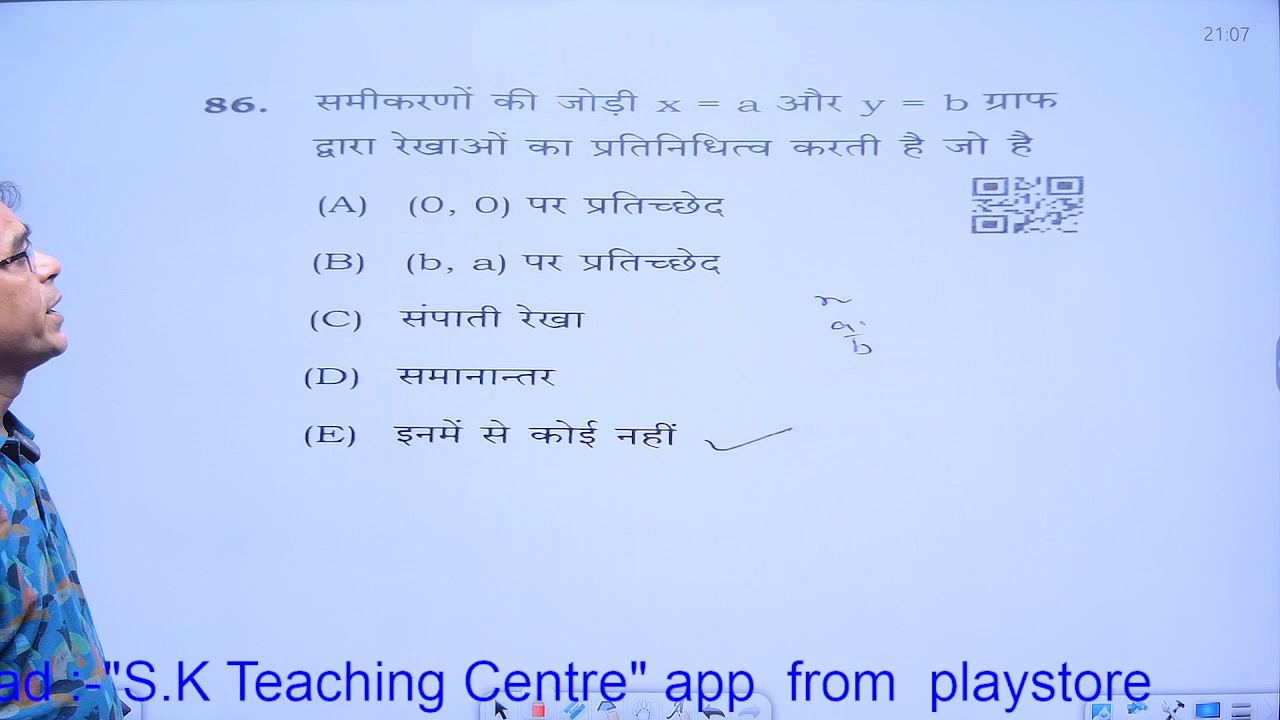 21:07
86. समीकरणों की जोड़ी x = a और y = b ग्राफ
द्वारा रेखाओं का प्रतिनिधित्व करती है जो है
(A) (0, 0) पर प्रतिच्छेद
(B) (b, a) पर प्रतिच्छेद
(C) संपाती रेखा
a
b
(D) समानान्तर
(E) इनमें से कोई नहीं
ad :-"S.K Teaching Centre" app from playstore